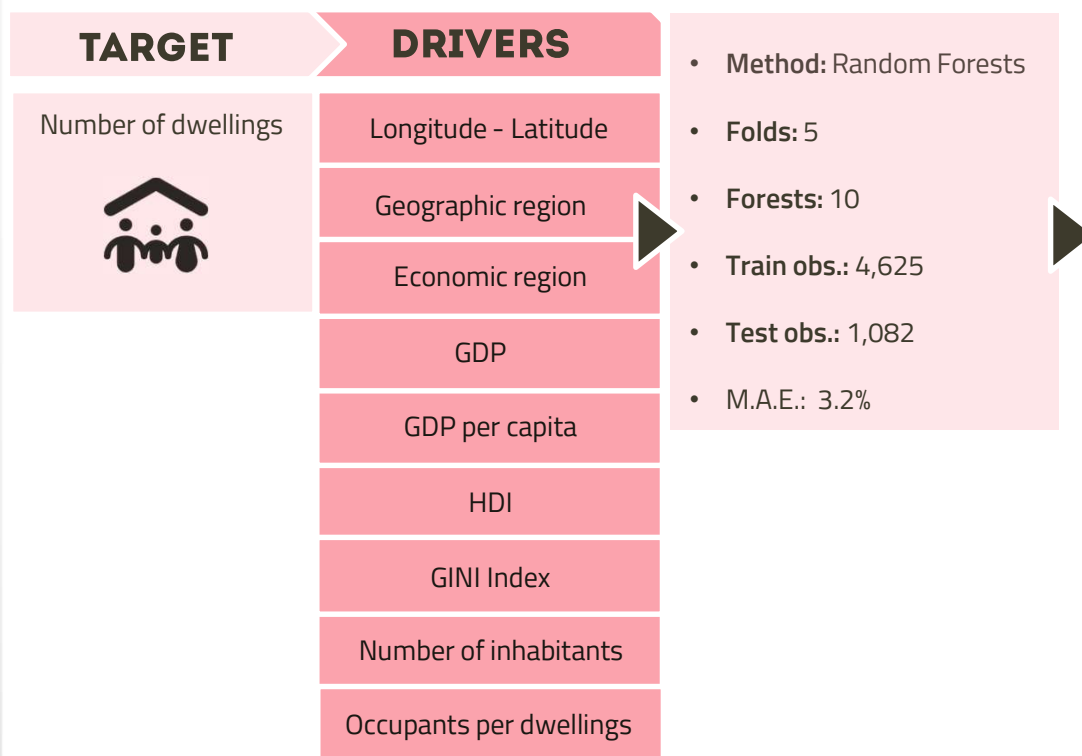 TARGET
DRIVERS
Number of dwellings
Longitude - Latitude
Geographic region
Economic region
GDP
GDP per capita
HDI
GINI Index
Number of inhabitants
Occupants per dwellings
• Method: Random Forests
• Folds: 5
• Forests: 10
• Train obs.: 4,625
• Test obs.: 1,082
• M.A.E.: 3.2%